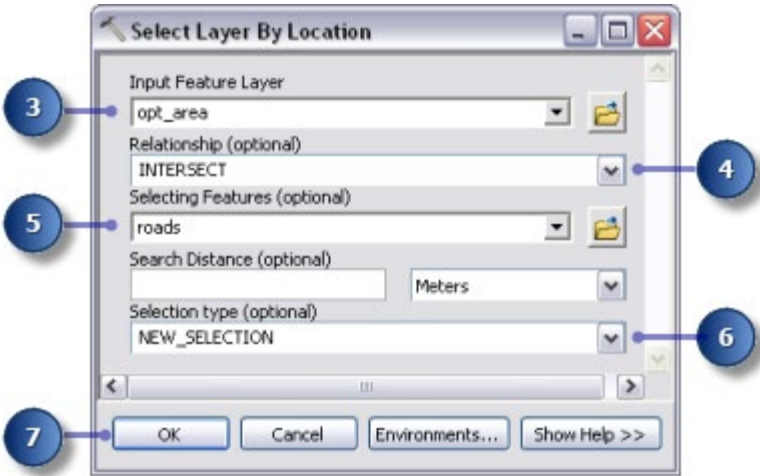 Select Layer By Location
Input Feature Layer
3
opt_area
Relationship (optional)
INTERSECT
4
Selecting Features (optional)
5
roads
Search Distance (optional)
Meters
Selection type (optional)
NEW_SELECTION
6
7
OK Cancel Environments... Show Help >>